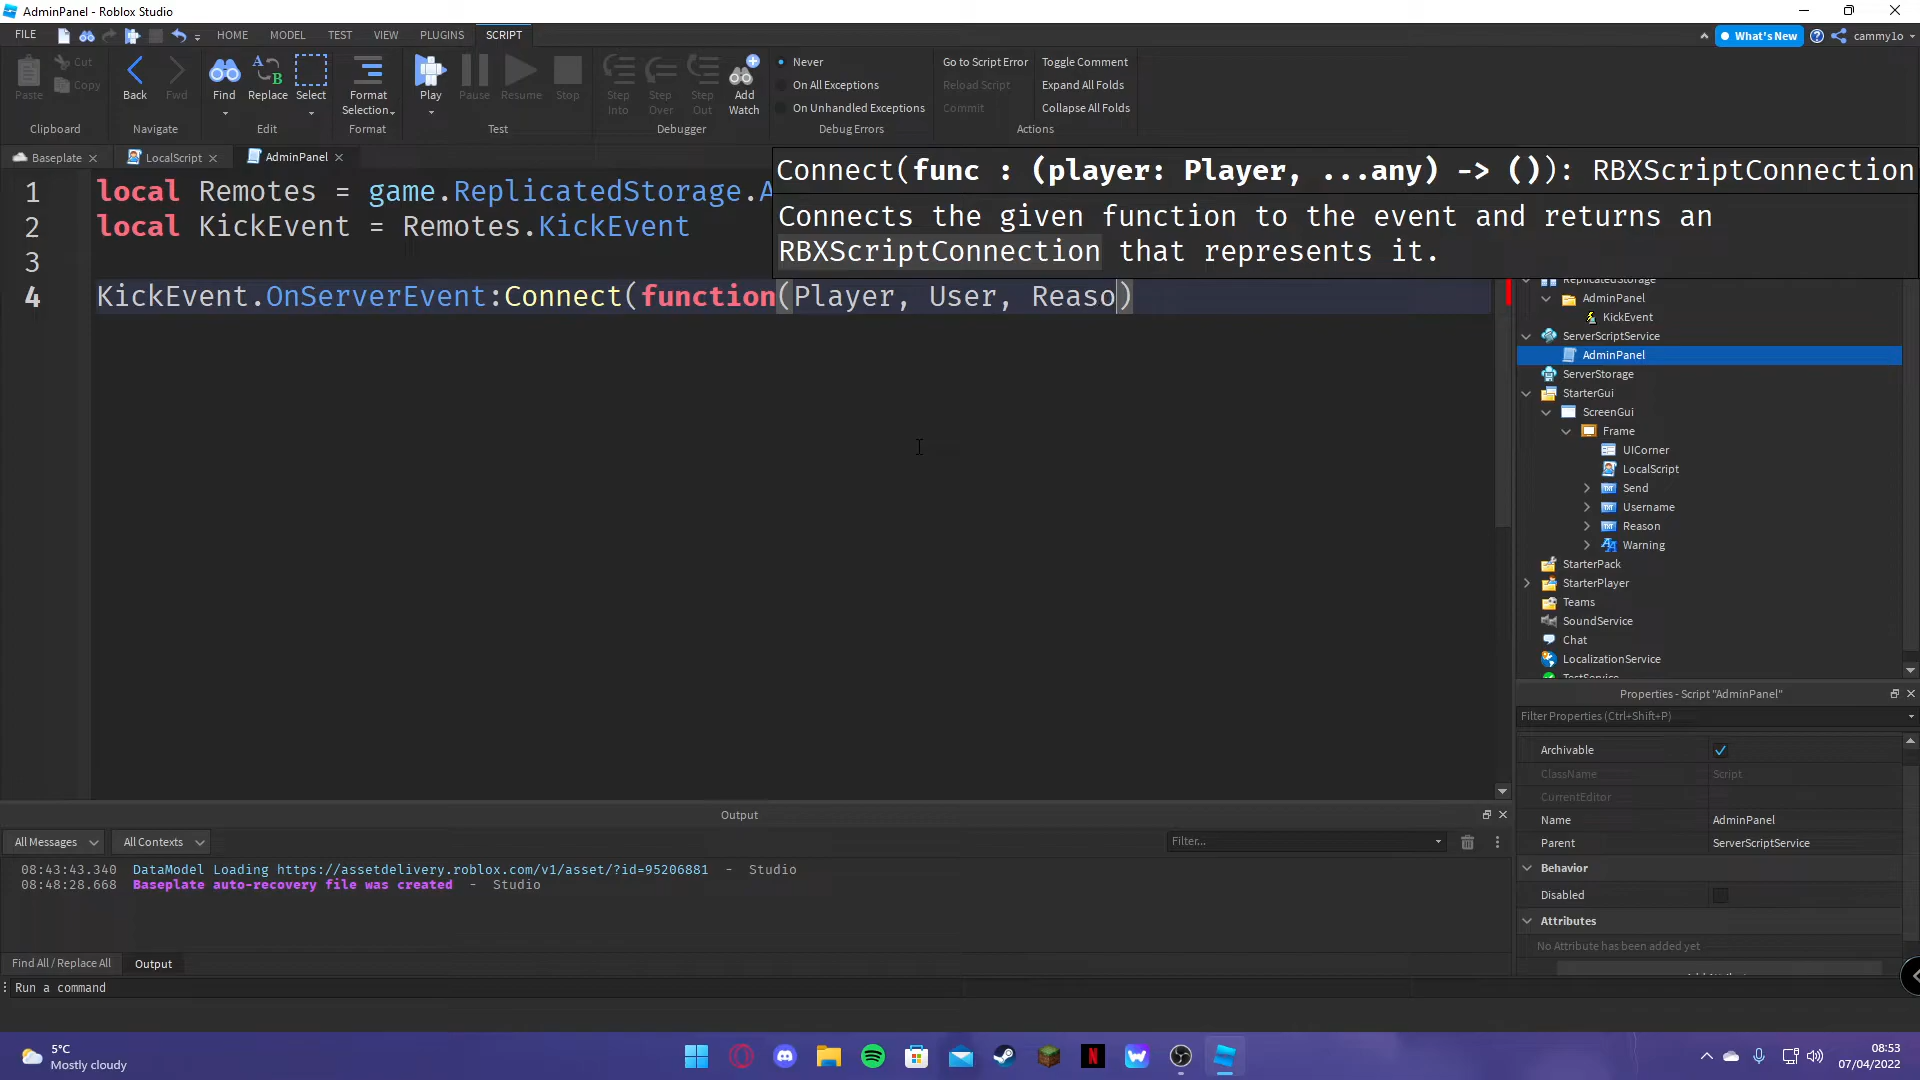 AdminPanel - Roblox Studio
FILE
HOME
MODEL
TEST
VIEW
PLUGINS
SCRIPT
What's New
cammy1o
Paste
Cut
Copy
Clipboard
Back
Fwd
Navigate
Find
Replace
Select
Edit
Format
Selection
Format
Play
Pause
Resume
Stop
Test
Step
Into
Step
Over
Step
Out
Add
Watch
Debugger
Never
On All Exceptions
On Unhandled Exceptions
Debug Errors
Go to Script Error
Reload Script
Commit
Toggle Comment
Expand All Folds
Collapse All Folds
Actions
Baseplate
LocalScript
AdminPanel
Connect(func : (player: Player, ...any) -> ()): RBXScriptConnection
Connects the given function to the event and returns an
RBXScriptConnection that represents it.
1 local Remotes = game.ReplicatedStorage.A
2 local KickEvent = Remotes.KickEvent
3
4 KickEvent.OnServerEvent:Connect(function(Player, User, Reaso)
ReplicatedStorage
AdminPanel
KickEvent
ServerScriptService
AdminPanel
ServerStorage
StarterGui
ScreenGui
Frame
UICorner
LocalScript
Send
Username
Reason
Warning
StarterPack
StarterPlayer
Teams
SoundService
Chat
LocalizationService
TestService
Properties - Script "AdminPanel"
Filter Properties (Ctrl+Shift+P)
Archivable
ClassName Script
CurrentEditor
Name AdminPanel
Parent ServerScriptService
Behavior
Disabled
Attributes
No Attribute has been added yet
Output
All Messages
All Contexts
Filter...
08:43:43.340 DataModel Loading https://assetdelivery.roblox.com/v1/asset/?id=95206881 - Studio
08:48:28.668 Baseplate auto-recovery file was created - Studio
Find All / Replace All
Output
Run a command
5°C
Mostly cloudy
08:53
07/04/2022